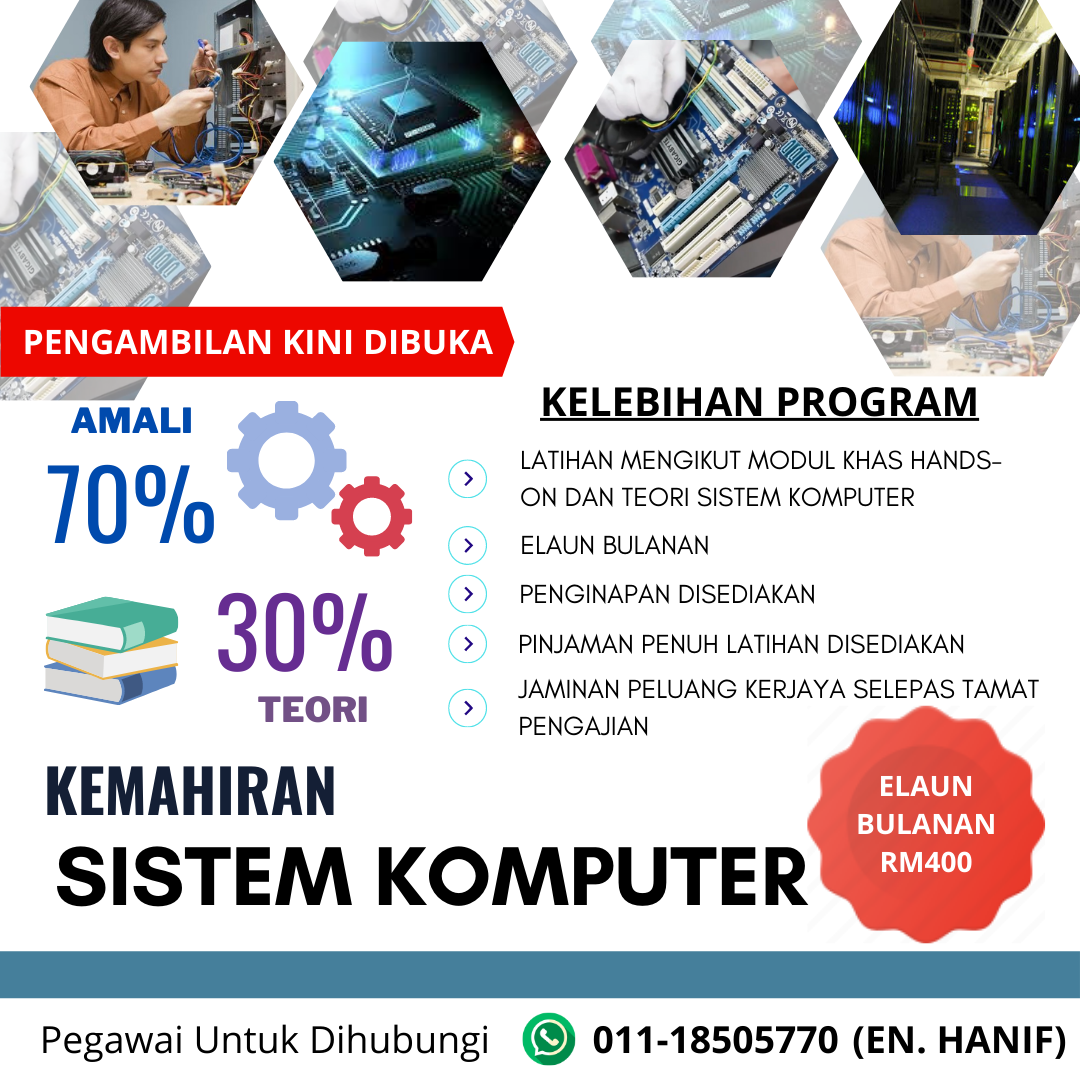 PENGAMBILAN KINI DIBUKA
AMALI
70%
30%
TEORI
KELEBIHAN PROGRAM
LATIHAN MENGIKUT MODUL KHAS HANDS-
ON DAN TEORI SISTEM KOMPUTER
ELAUN BULANAN
PENGINAPAN DISEDIAKAN
PINJAMAN PENUH LATIHAN DISEDIAKAN
JAMINAN PELUANG KERJAYA SELEPAS TAMAT
PENGAJIAN
KEMAHIRAN
SISTEM KOMPUTER
ELAUN
BULANAN
RM400
Pegawai Untuk Dihubungi
011-18505770 (EN. HANIF)
GIGABYTE